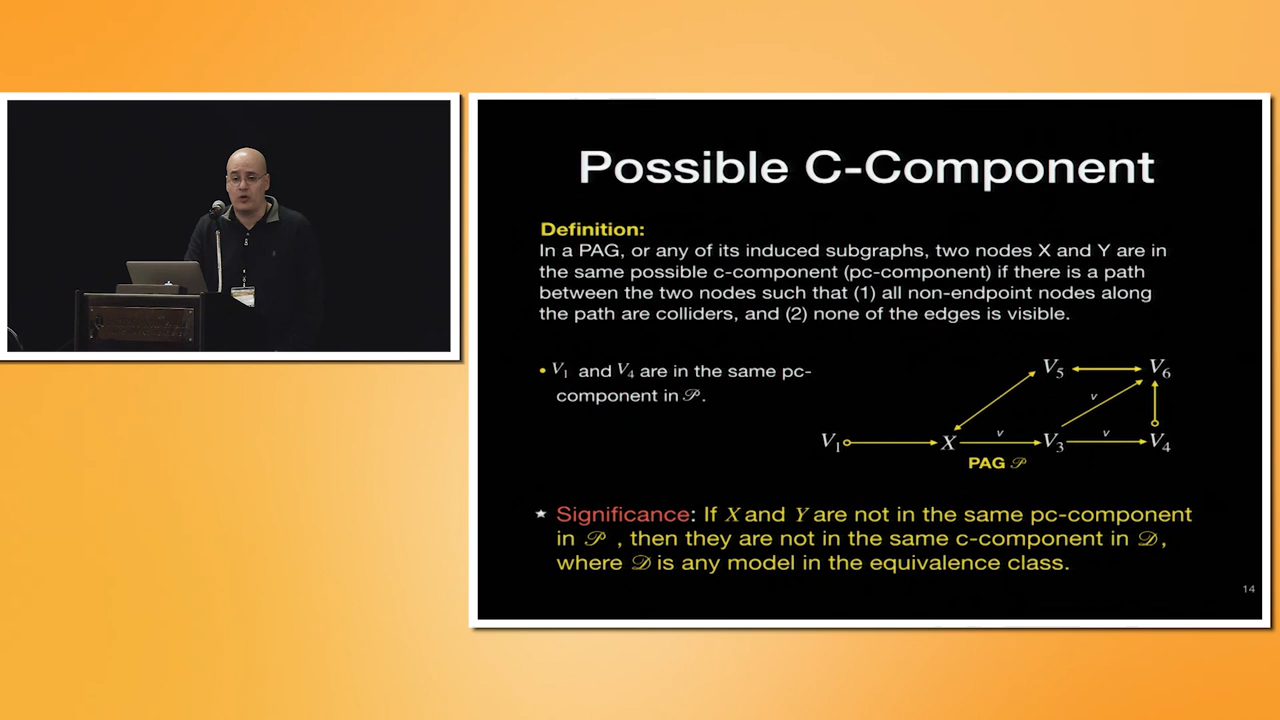 Possible C-Component
Definition:
In a PAG, or any of its induced subgraphs, two nodes X and Y are in
the same possible c-component (pc-component) if there is a path
between the two nodes such that (1) all non-endpoint nodes along
the path are colliders, and (2) none of the edges is visible.
• V₁ and V₄ are in the same pc-
component in 𝒫.
V₅ V₆
v
V₁ X v V₃ v V₄
PAG 𝒫
★ Significance: If X and Y are not in the same pc-component
in 𝒫 , then they are not in the same c-component in 𝒟,
where 𝒟 is any model in the equivalence class.
14